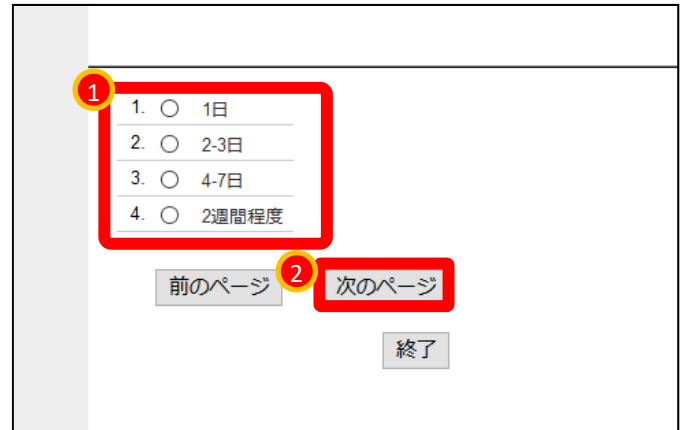 1
1. 1日
2. 2-3日
3. 4-7日
4. 2週間程度
前のページ 2 次のページ
終了